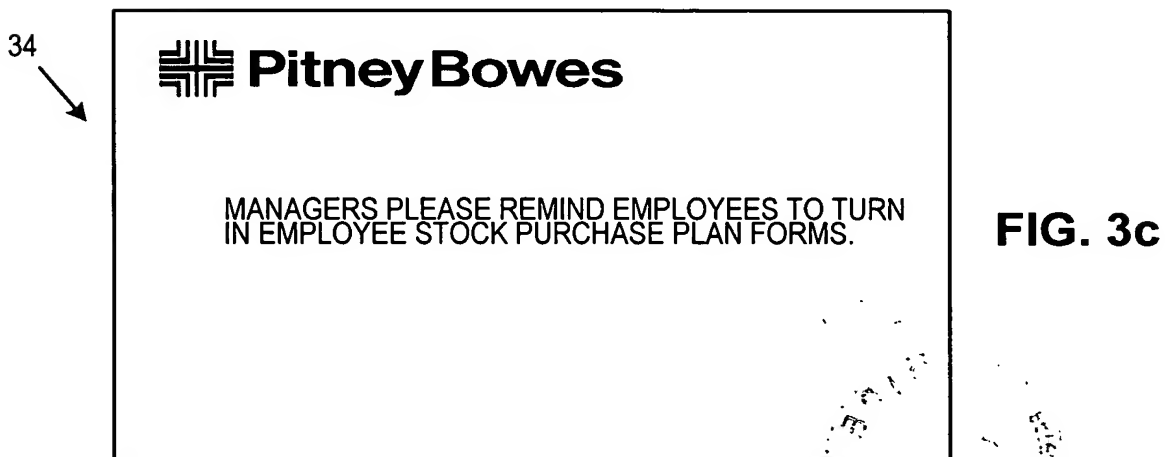 34
Pitney Bowes
MANAGERS PLEASE REMIND EMPLOYEES TO TURN
IN EMPLOYEE STOCK PURCHASE PLAN FORMS.
FIG. 3c